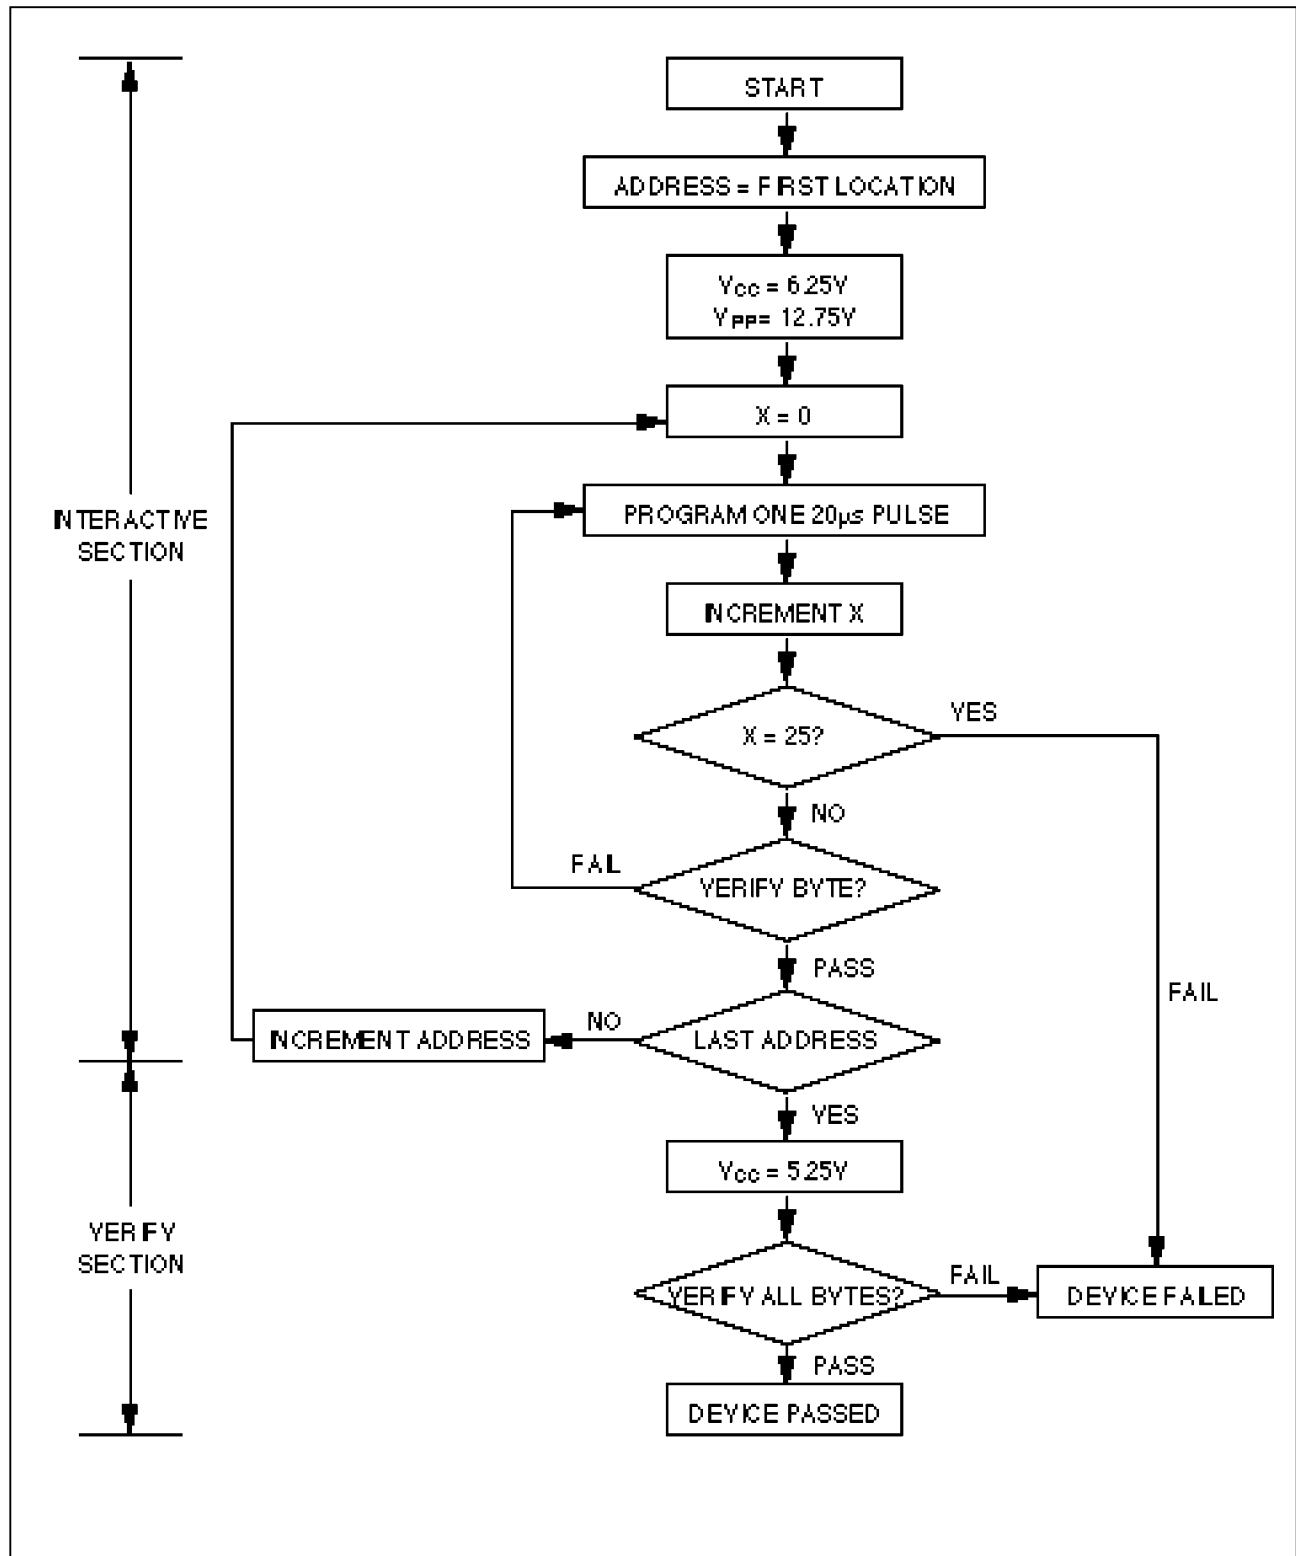 START
ADDRESS = FIRST LOCATION
Vcc = 6.25V
VPP= 12.75V
X = 0
PROGRAM ONE 20µs PULSE
INTERACTIVE
SECTION
INCREMENT X
X = 25?
YES
NO
VERIFY BYTE?
FAIL
PASS
FAIL
LAST ADDRESS
NO
INCREMENT ADDRESS
YES
Vcc = 5.25V
VERIFY
SECTION
VERIFY ALL BYTES?
FAIL
DEVICE FAILED
PASS
DEVICE PASSED